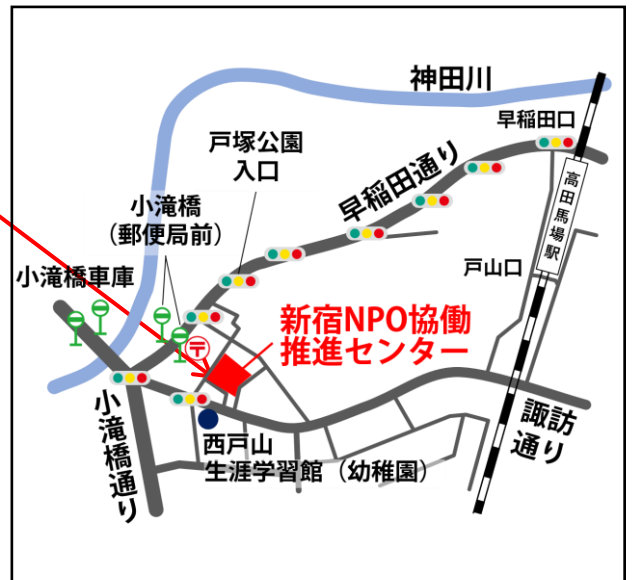 神田川
早稲田口
戸塚公園
入口
早稲田通り
高田馬場駅
小滝橋
（郵便局前）
戸山口
小滝橋車庫
新宿NPO協働
推進センター
〒
小滝橋通り
諏訪
通り
西戸山
生涯学習館（幼稚園）